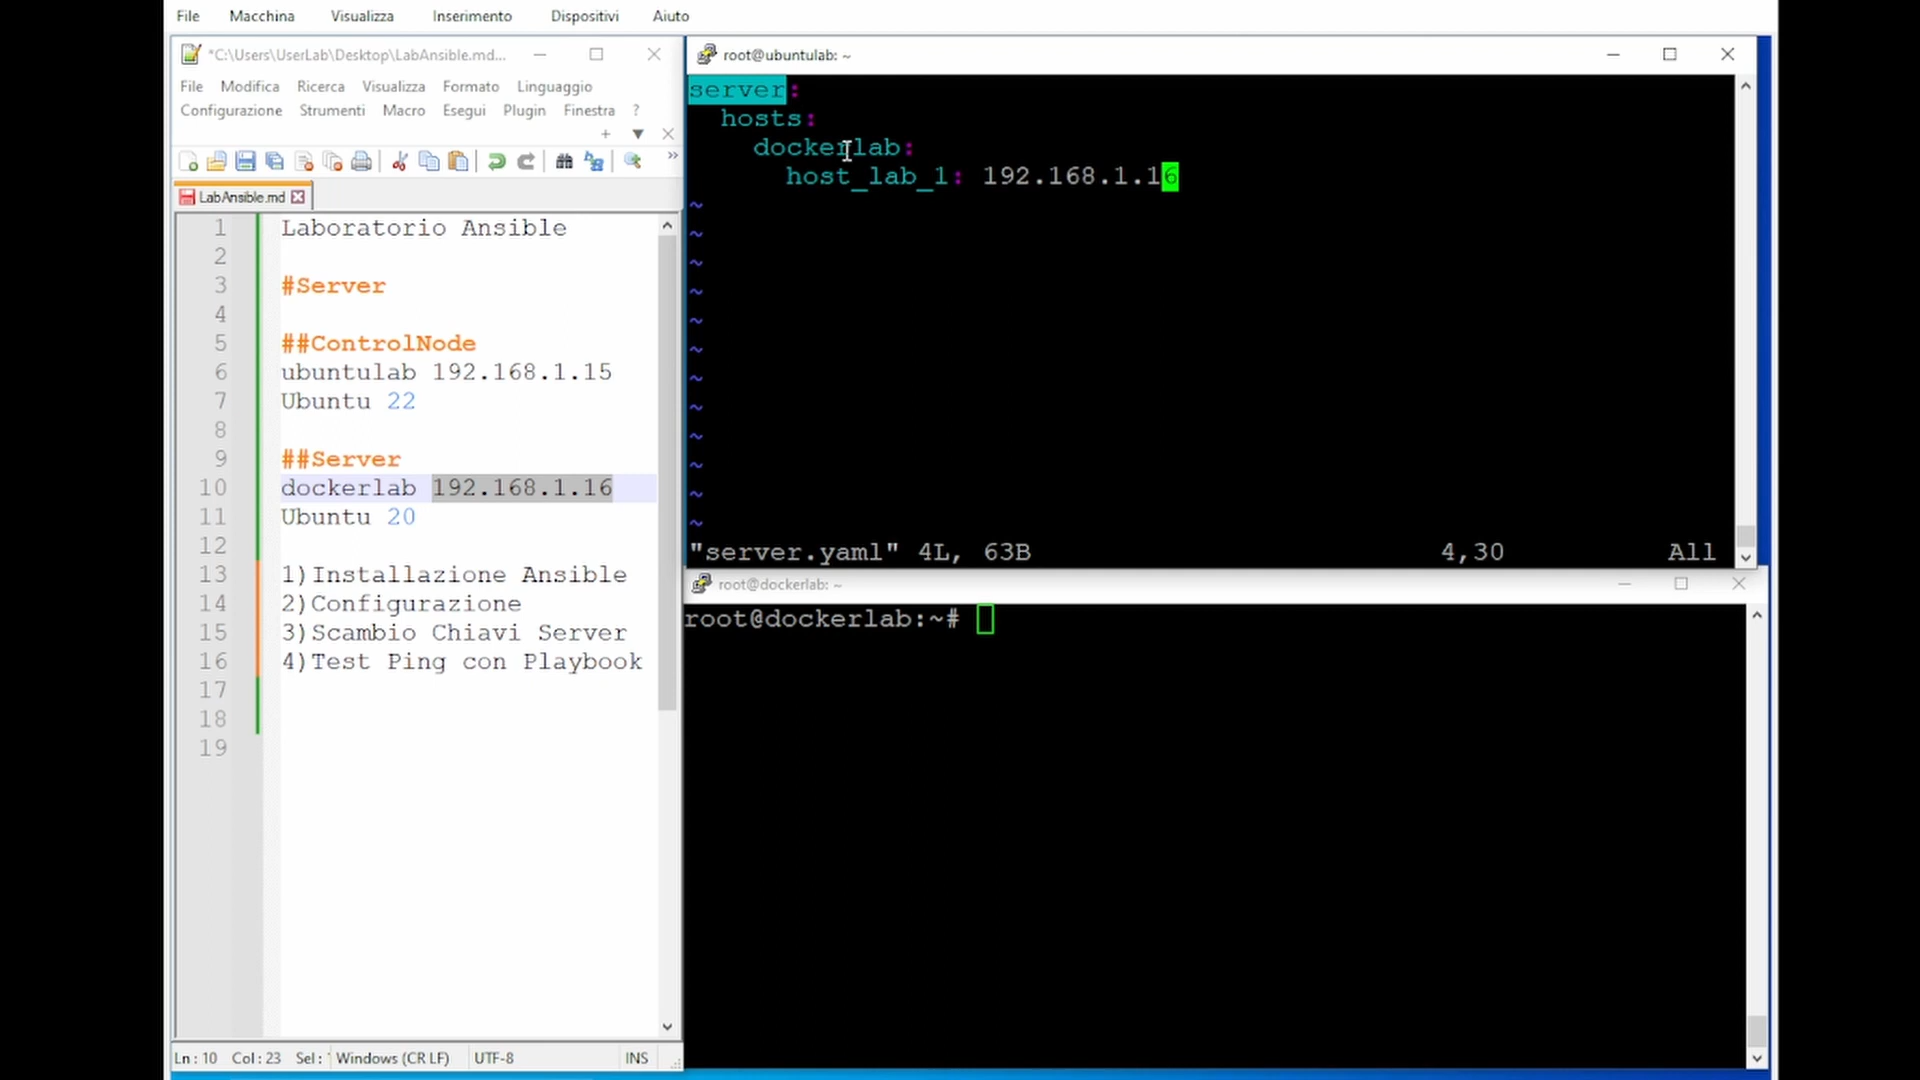 File Macchina Visualizza Inserimento Dispositivi Aiuto
*C:\Users\UserLab\Desktop\LabAnsible.md...
File Modifica Ricerca Visualizza Formato Linguaggio
Configurazione Strumenti Macro Esegui Plugin Finestra ?
LabAnsible.md
1 Laboratorio Ansible
2
3 #Server
4
5 ##ControlNode
6 ubuntulab 192.168.1.15
7 Ubuntu 22
8
9 ##Server
10 dockerlab 192.168.1.16
11 Ubuntu 20
12
13 1)Installazione Ansible
14 2)Configurazione
15 3)Scambio Chiavi Server
16 4)Test Ping con Playbook
17
18
19
Ln: 10 Col: 23 Sel: Windows (CR LF) UTF-8 INS
root@ubuntulab: ~
server:
hosts:
dockerlab:
host_lab_1: 192.168.1.16
~
~
~
~
~
~
~
~
~
~
~
~
"server.yaml" 4L, 63B 4,30 All
root@dockerlab: ~
root@dockerlab:~#